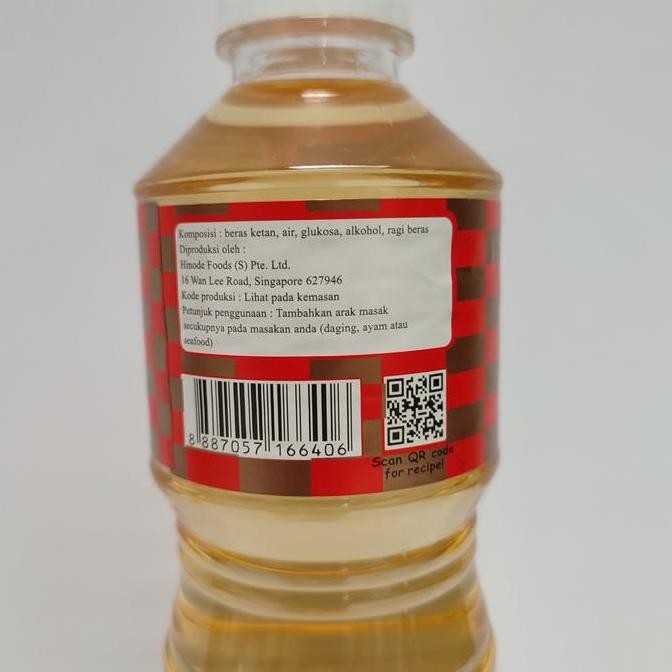 Komposisi : beras ketan, air, glukosa, alkohol, ragi beras
Diproduksi oleh :
Hinode Foods (S) Pte. Ltd.
16 Wan Lee Road, Singapore 627946
Kode produksi : Lihat pada kemasan
Petunjuk penggunaan : Tambahkan arak masak
secukupnya pada masakan anda (daging, ayam atau
seafood)
8 887057 166406
Scan QR code
for recipe!